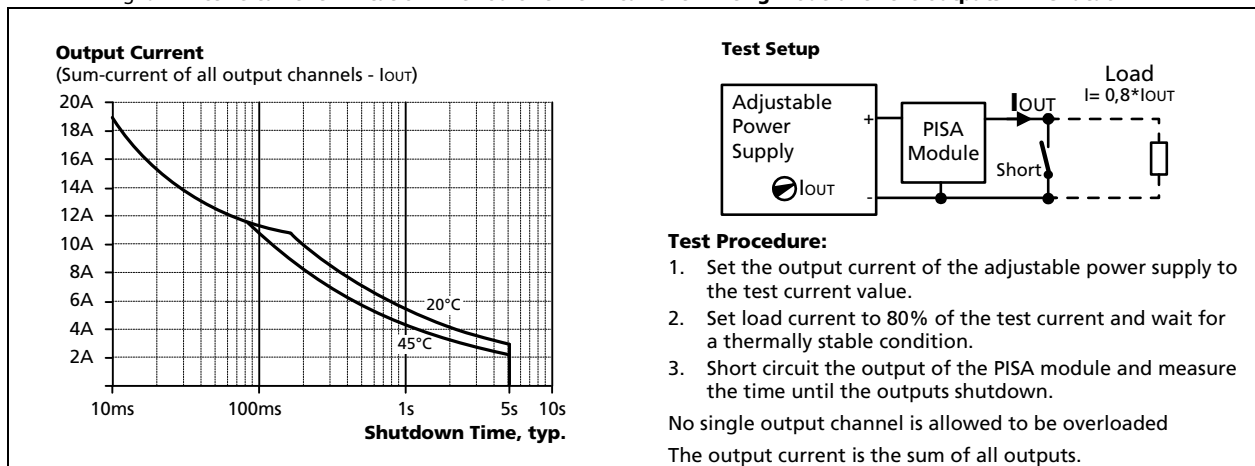 Output Current
(Sum-current of all output channels - IOUT)
20A
18A
16A
14A
12A
10A
8A
6A
4A
2A
20°C
45°C
10ms
100ms
1s
5s
10s
Shutdown Time, typ.
Test Setup
Adjustable
Power
Supply
IOUT
+
-
PISA
Module
IOUT
Short
Load
I= 0,8*IOUT
Test Procedure:
1. Set the output current of the adjustable power supply to
the test current value.
2. Set load current to 80% of the test current and wait for
a thermally stable condition.
3. Short circuit the output of the PISA module and measure
the time until the outputs shutdown.
No single output channel is allowed to be overloaded
The output current is the sum of all outputs.